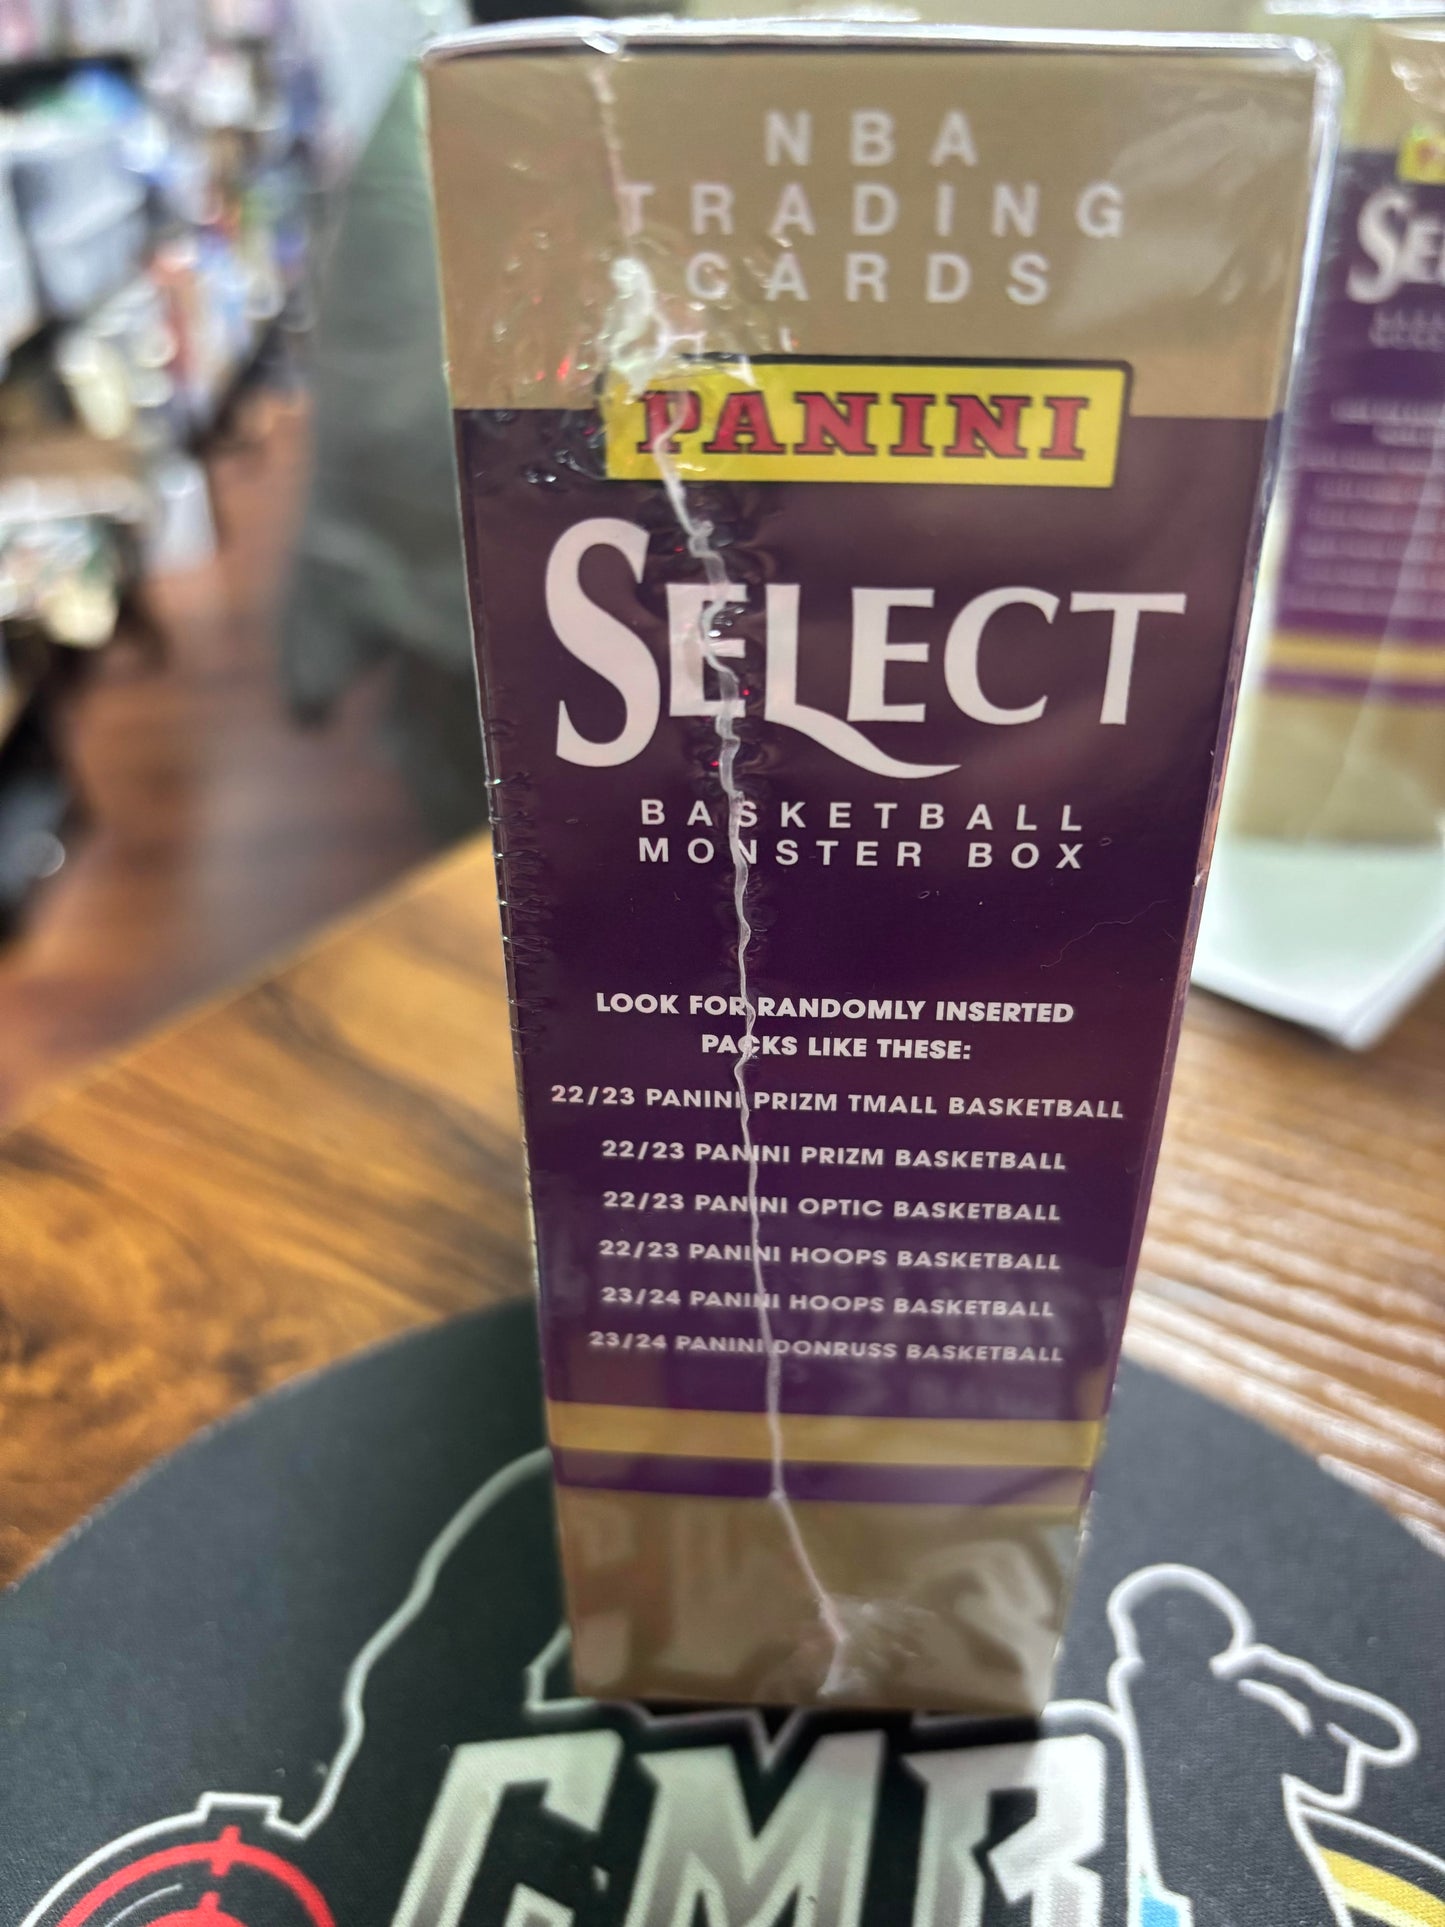 NBA
TRADING
CARDS
PANINI
SELECT
BASKETBALL
MONSTER BOX
LOOK FOR RANDOMLY INSERTED
PACKS LIKE THESE:
22/23 PANINI PRIZM TMALL BASKETBALL
22/23 PANINI PRIZM BASKETBALL
22/23 PANINI OPTIC BASKETBALL
22/23 PANINI HOOPS BASKETBALL
23/24 PANINI HOOPS BASKETBALL
23/24 PANINI DONRUSS BASKETBALL